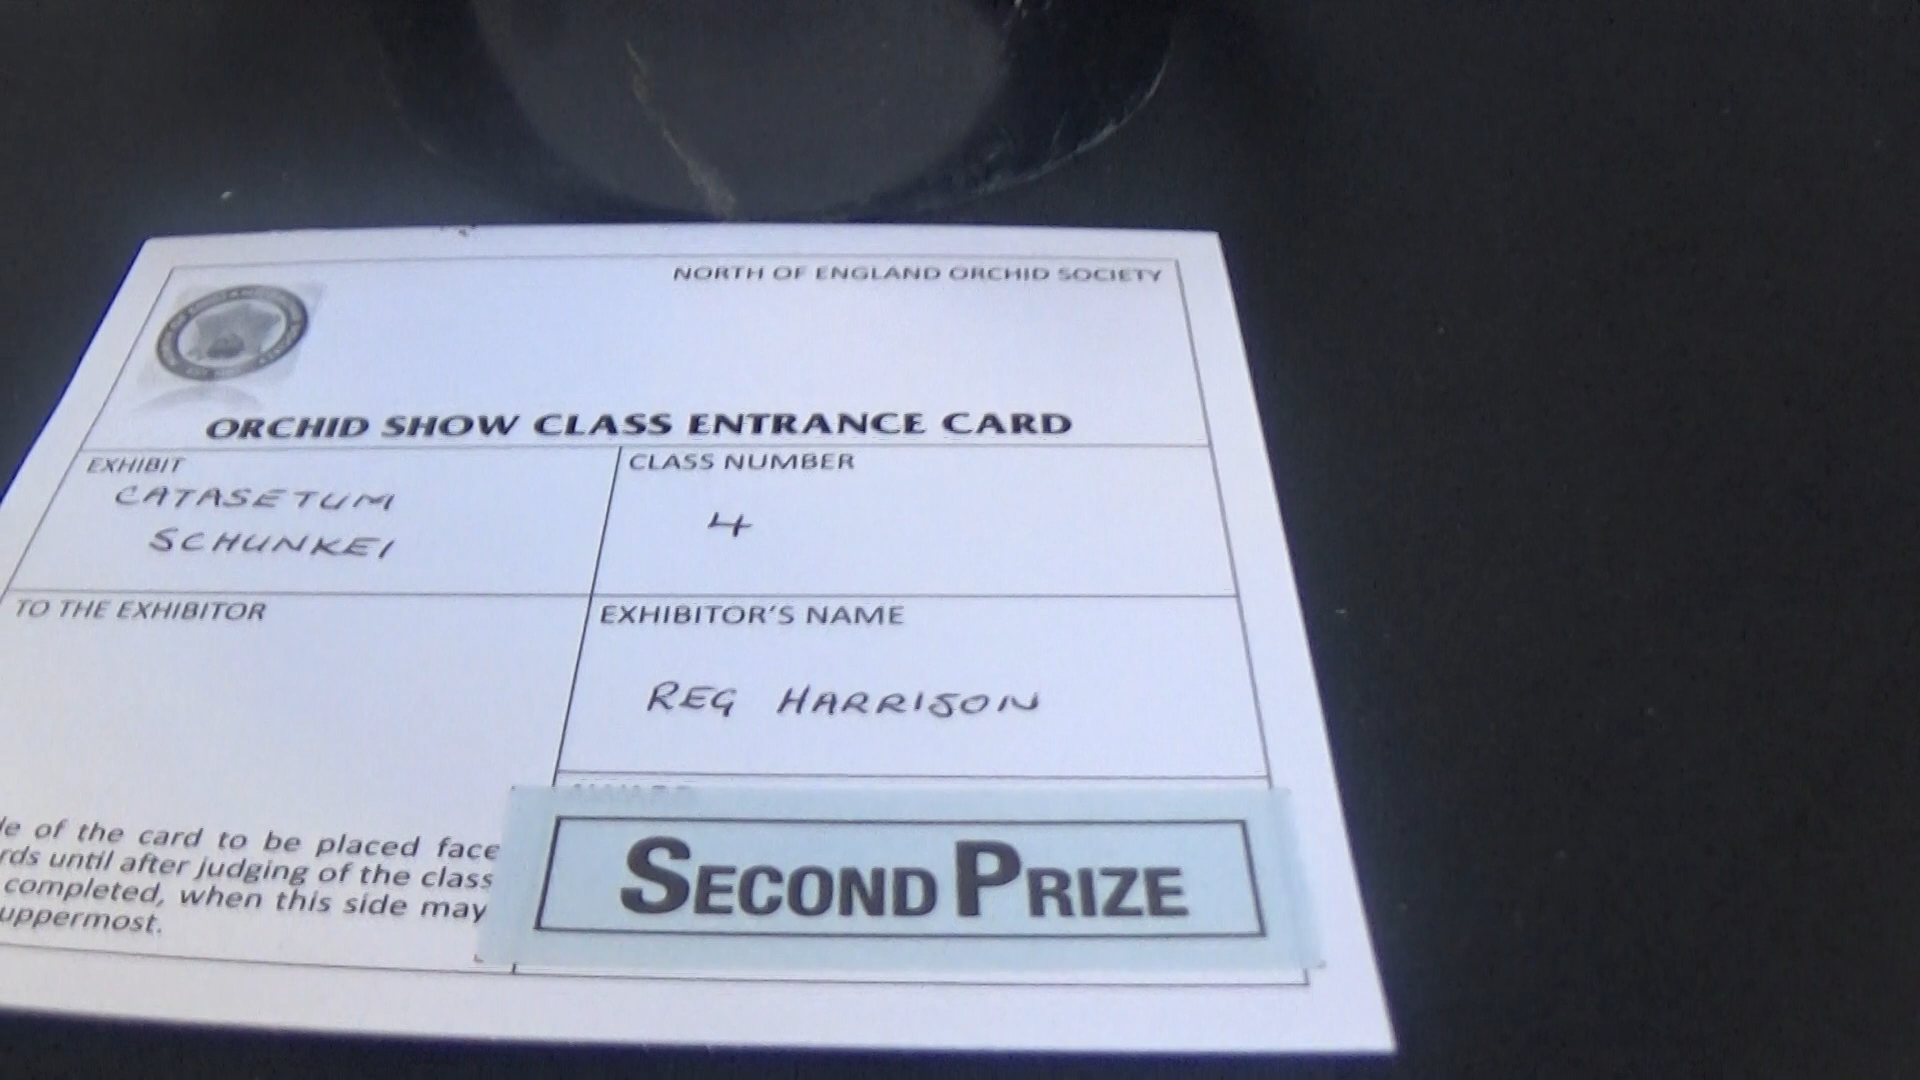 NORTH OF ENGLAND ORCHID SOCIETY
ORCHID SHOW CLASS ENTRANCE CARD
EXHIBIT
CATASETUM
SCHUNKEI
CLASS NUMBER
4
TO THE EXHIBITOR
EXHIBITOR'S NAME
REG HARRISON
of the card to be placed face
until after judging of the class
completed, when this side may
uppermost.
AWARD
SECOND PRIZE